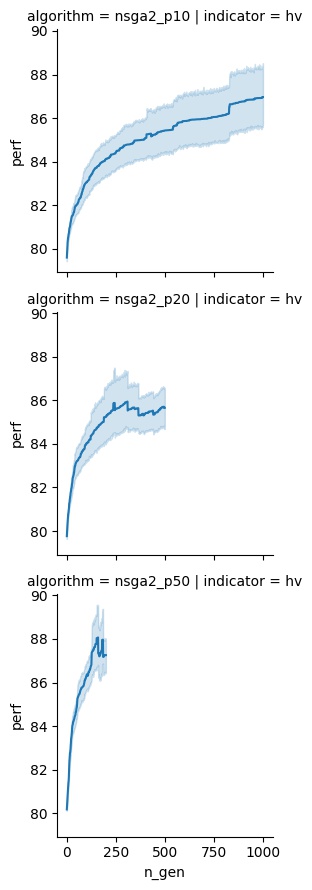 algorithm = nsga2_p10 | indicator = hv
90
88
86
84
82
80
perf
algorithm = nsga2_p20 | indicator = hv
90
88
86
84
82
80
perf
algorithm = nsga2_p50 | indicator = hv
90
88
86
84
82
80
perf
0 250 500 750 1000
n_gen